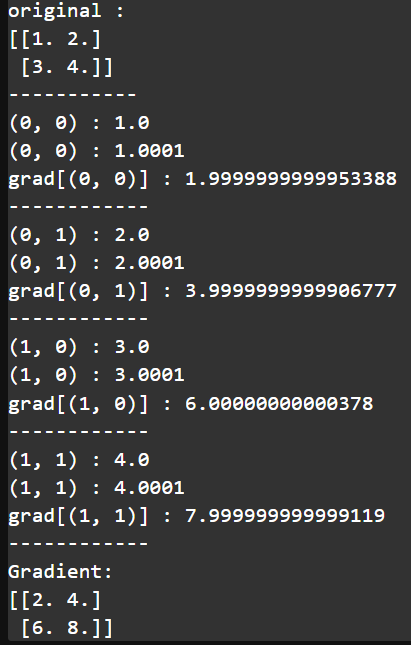 original :
[[1. 2.]
 [3. 4.]]
-----------
(0, 0) : 1.0
(0, 0) : 1.0001
grad[(0, 0)] : 1.9999999999953388
------------
(0, 1) : 2.0
(0, 1) : 2.0001
grad[(0, 1)] : 3.9999999999906777
------------
(1, 0) : 3.0
(1, 0) : 3.0001
grad[(1, 0)] : 6.00000000000378
------------
(1, 1) : 4.0
(1, 1) : 4.0001
grad[(1, 1)] : 7.999999999999119
------------
Gradient:
[[2. 4.]
 [6. 8.]]